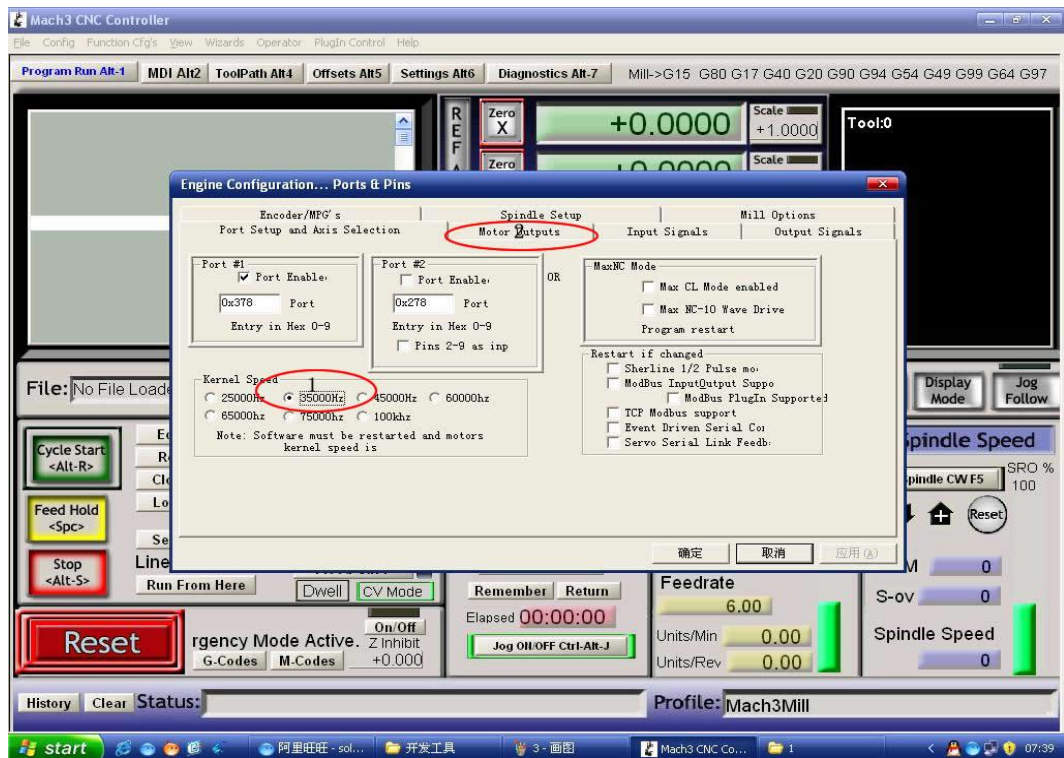 Mach3 CNC Controller
File Config Function Cfg's View Wizards Operator PlugIn Control Help
Program Run Alt-1 MDI Alt2 ToolPath Alt4 Offsets Alt5 Settings Alt6 Diagnostics Alt-7 Mill->G15 G80 G17 G40 G20 G90 G94 G54 G49 G99 G64 G97
R
E
F
Zero
X
+0.0000
Scale
+1.0000
Tool:0
Zero
Scale
Engine Configuration... Ports & Pins
Encoder/MPG's Spindle Setup Mill Options
Port Setup and Axis Selection Motor Outputs Input Signals Output Signals
2
Port #1
Port Enable
0x378 Port
Entry in Hex 0-9
Port #2
Port Enable
0x278 Port
Entry in Hex 0-9
Pins 2-9 as inp
OR
MaxNC Mode
Max CL Mode enabled
Max NC-10 Wave Drive
Program restart
Kernel Speed
1
25000Hz 35000Hz 45000Hz 60000hz
65000hz 75000hz 100khz
Note: Software must be restarted and motors
kernel speed is
Restart if changed
Sherline 1/2 Pulse mo
ModBus InputOutput Suppo
ModBus PlugIn Supported
TCP Modbus support
Event Driven Serial Co
Servo Serial Link Feedb
确定 取消 应用(A)
File: No File Loade
Display
Mode
Jog
Follow
Cycle Start
<Alt-R>
Feed Hold
<Spc>
Stop
<Alt-S>
Line
Run From Here
Dwell CV Mode
Reset
rgency Mode Active.
G-Codes M-Codes
On/Off
Z Inhibit
+0.000
Remember Return
Elapsed 00:00:00
Jog ON/OFF Ctrl-Alt-J
Feedrate
6.00
Units/Min 0.00
Units/Rev 0.00
pindle Speed
pindle CW F5
SRO %
100
Reset
M 0
S-ov 0
Spindle Speed
0
History Clear Status:
Profile: Mach3Mill
start 阿里旺旺 - sol... 开发工具 3 - 画图 Mach3 CNC Co... 1 07:39